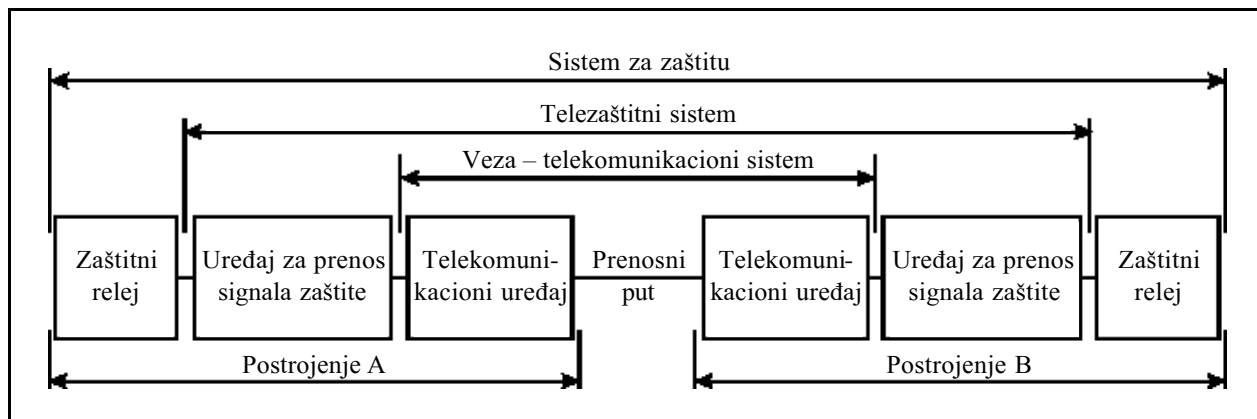 Sistem za zaštitu
Telezaštitni sistem
Veza – telekomunikacioni sistem
Zaštitni
relej
Uređaj za prenos
signala zaštite
Telekomuni-
kacioni uređaj
Prenosni
put
Telekomuni-
kacioni uređaj
Uređaj za prenos
signala zaštite
Zaštitni
relej
Postrojenje A
Postrojenje B